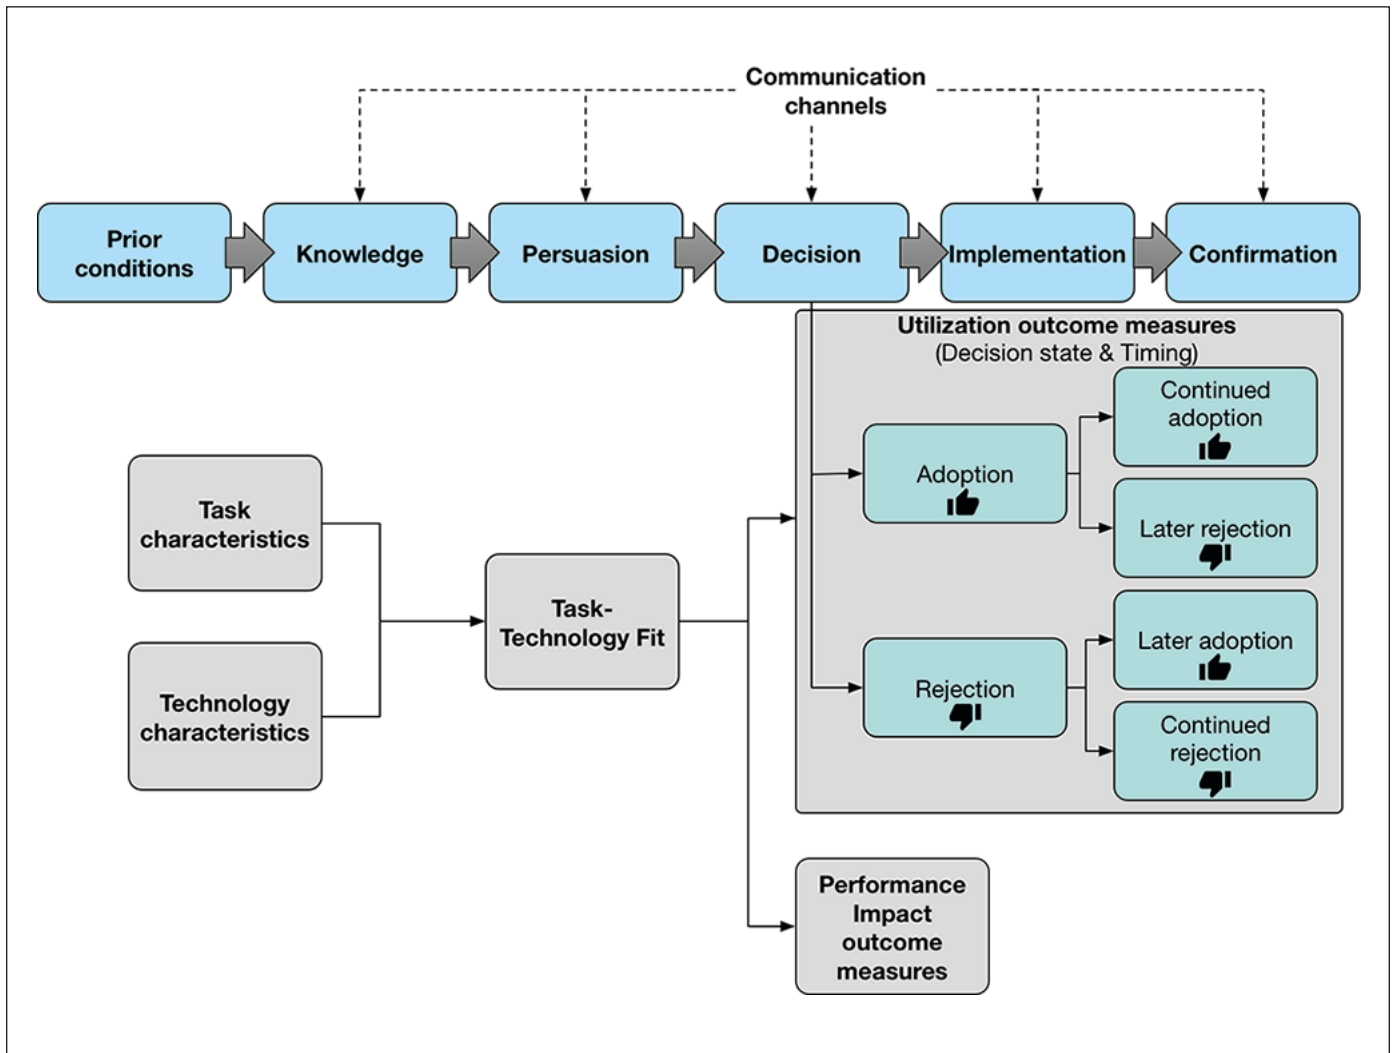 Communication
channels
Prior
conditions
Knowledge
Persuasion
Decision
Implementation
Confirmation
Utilization outcome measures
(Decision state & Timing)
Continued
adoption
Adoption
Later rejection
Task
characteristics
Task-
Technology Fit
Technology
characteristics
Later adoption
Rejection
Continued
rejection
Performance
Impact
outcome
measures